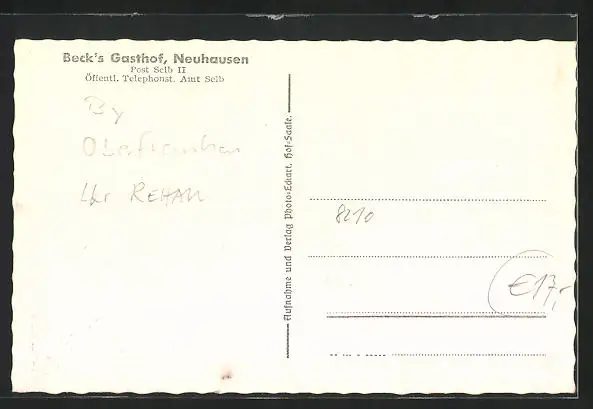 Beck's Gasthof, Neuhausen
Post Selb II
Öffentl. Telephonst. Amt Selb
By
Oberfranken
Lkr REHAU
Aufnahme und Verlag Photo-Eckart, Hof-Saale.
8210
€17,-